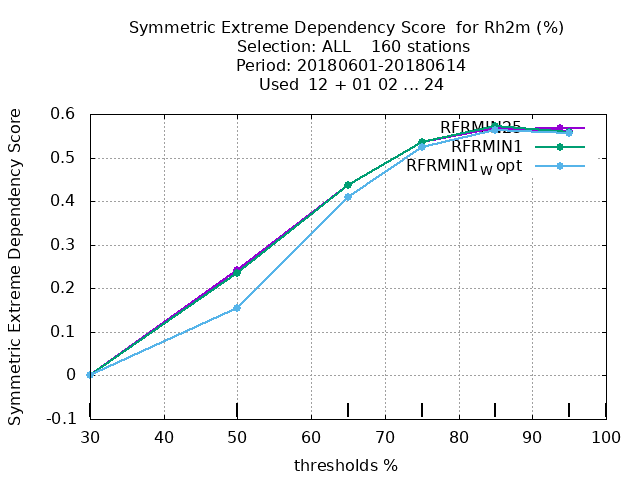 Symmetric Extreme Dependency Score for Rh2m (%)
Selection: ALL 160 stations
Period: 20180601-20180614
Used 12 + 01 02 ... 24
Symmetric Extreme Dependency Score
0.6
0.5
0.4
0.3
0.2
0.1
0
-0.1
RFRMIN25
RFRMIN1
RFRMIN1W opt
30 40 50 60 70 80 90 100
thresholds %